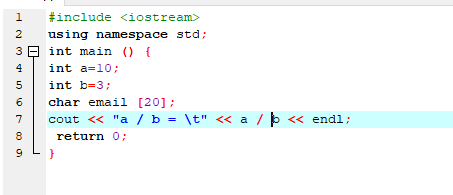 1 #include <iostream>
2 using namespace std;
3 int main () {
4 int a=10;
5 int b=3;
6 char email [20];
7 cout << "a / b = \t" << a / b << endl;
8 return 0;
9 }